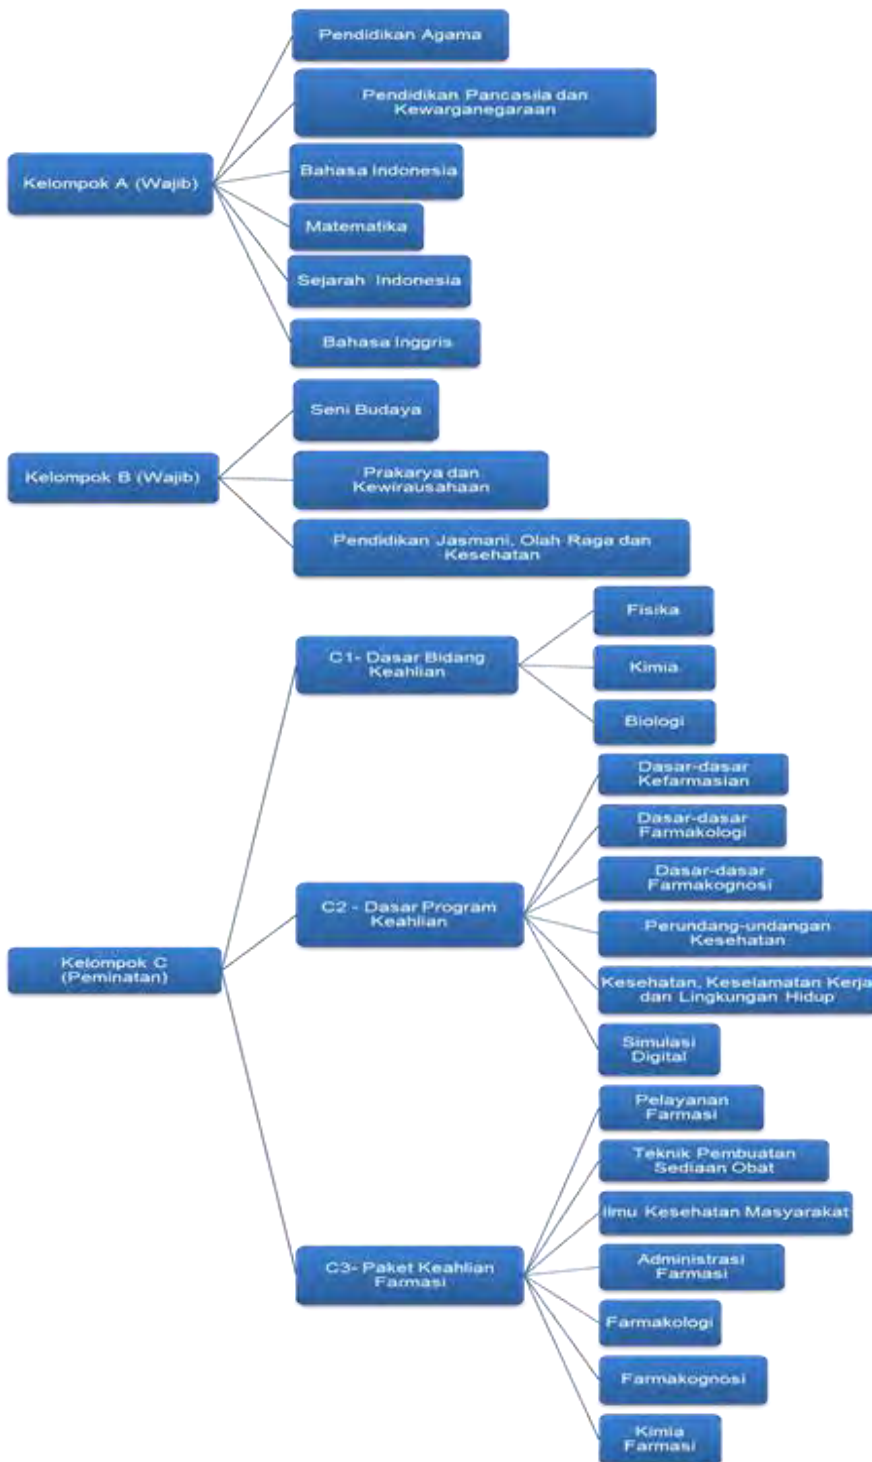 Pendidikan Agama
Pendidikan Pancasila dan
Kewarganegaraan
Kelompok A (Wajib)
Bahasa Indonesia
Matematika
Sejarah Indonesia
Bahasa Inggris
Seni Budaya
Kelompok B (Wajib)
Prakarya dan
Kewirausahaan
Pendidikan Jasmani, Olah Raga dan
Kesehatan
Kelompok C
(Peminatan)
C1- Dasar Bidang
Keahlian
Fisika
Kimia
Biologi
C2 - Dasar Program
Keahlian
Dasar-dasar
Kefarmasian
Dasar-dasar
Farmakologi
Dasar-dasar
Farmakognosi
Perundang-undangan
Kesehatan
Kesehatan, Keselamatan Kerja
dan Lingkungan Hidup
Simulasi
Digital
C3- Paket Keahlian
Farmasi
Pelayanan
Farmasi
Teknik Pembuatan
Sediaan Obat
Ilmu Kesehatan Masyarakat
Administrasi
Farmasi
Farmakologi
Farmakognosi
Kimia
Farmasi